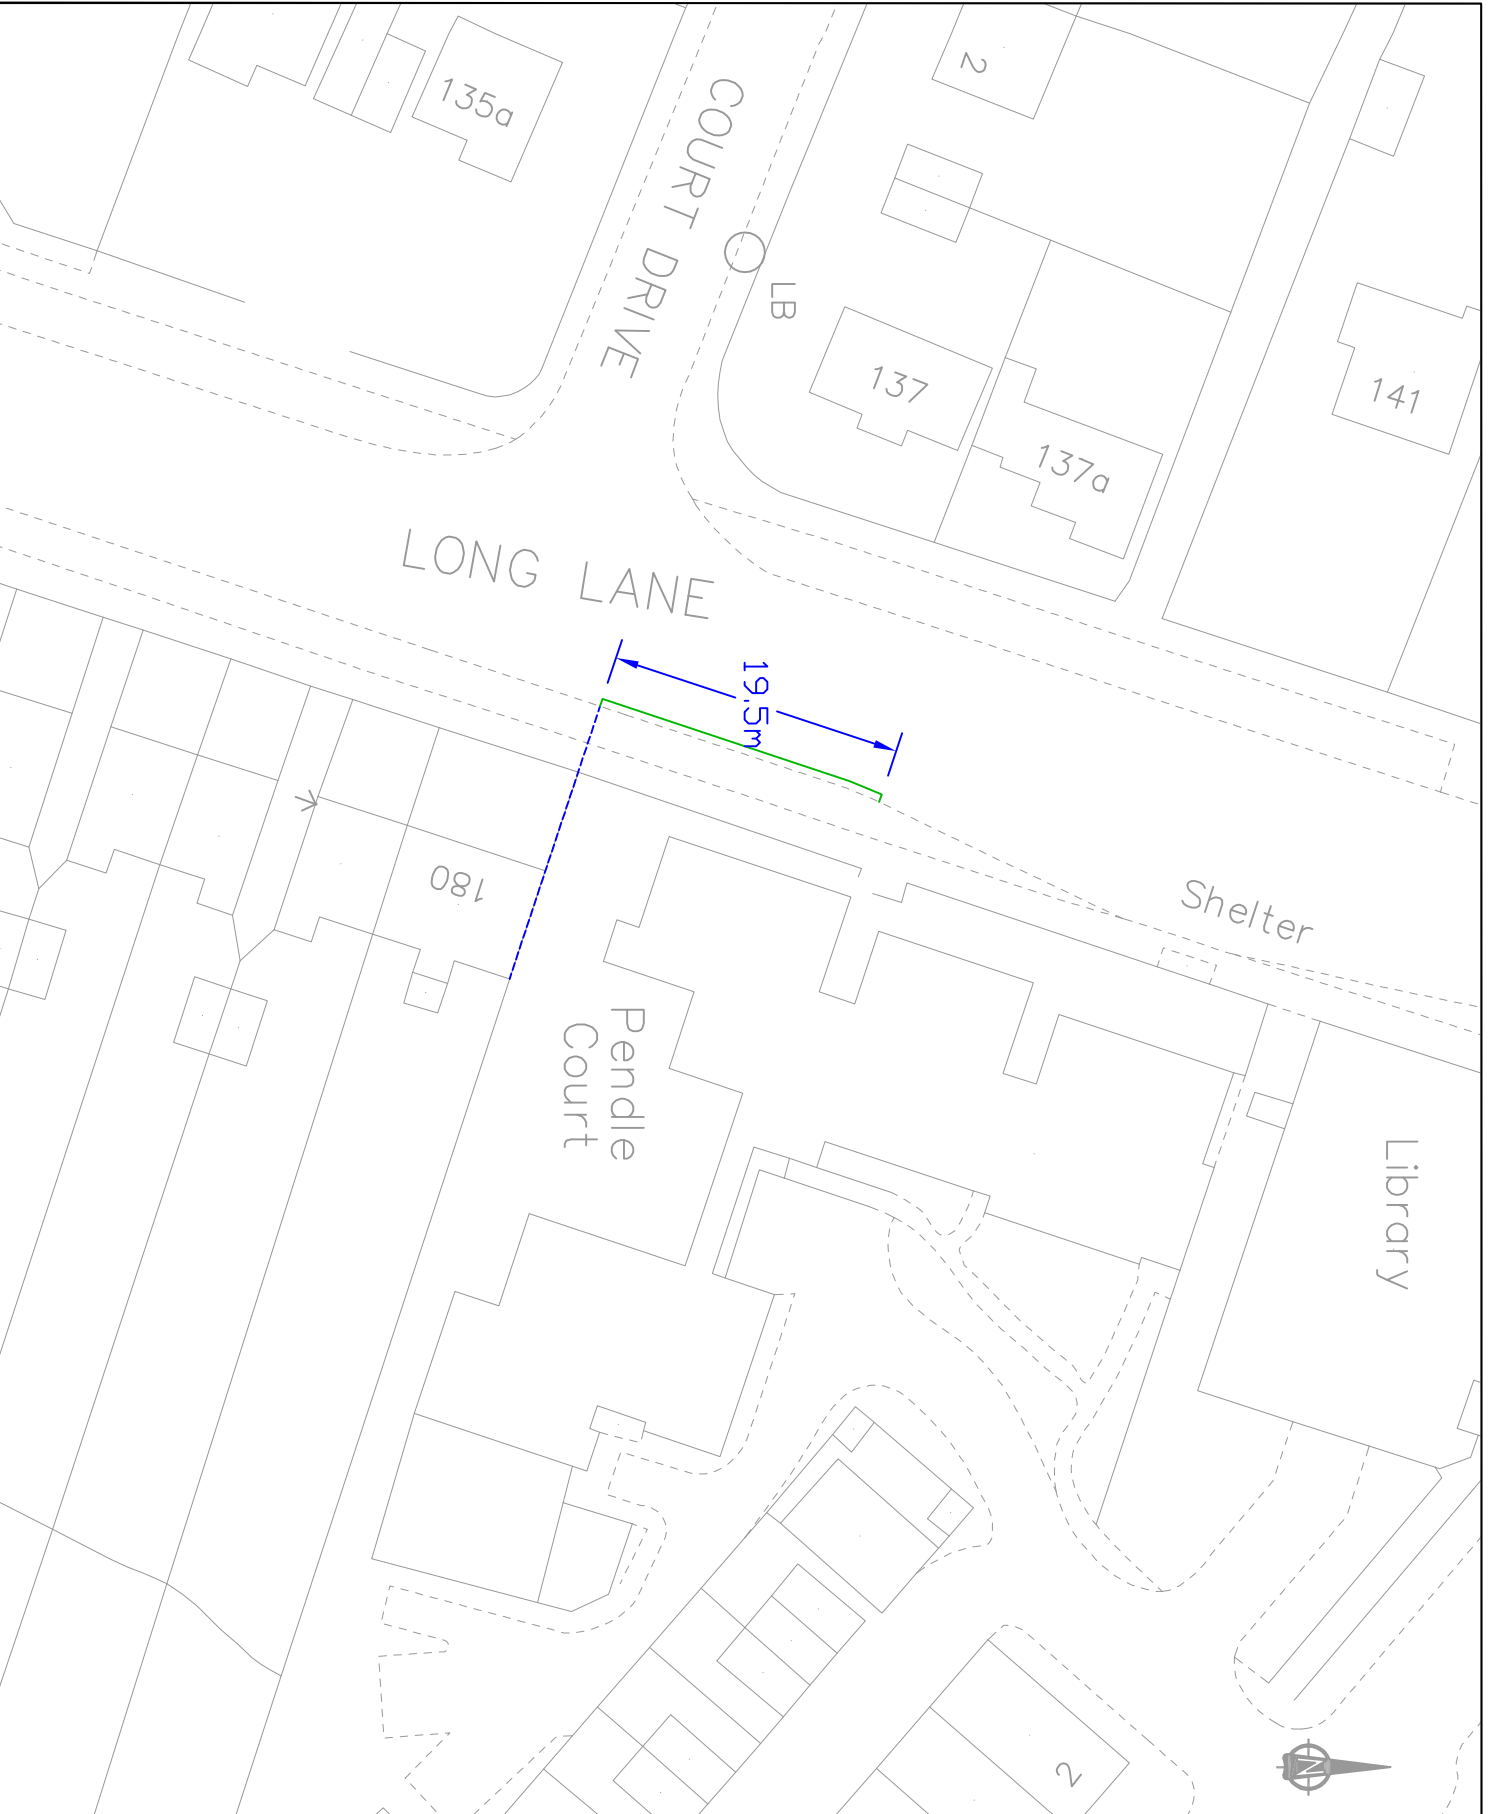 135a
2
COURT DRIVE
LB
137
137a
141
LONG LANE
19.5m
180
Shelter
Pendle
Court
Library
2
N